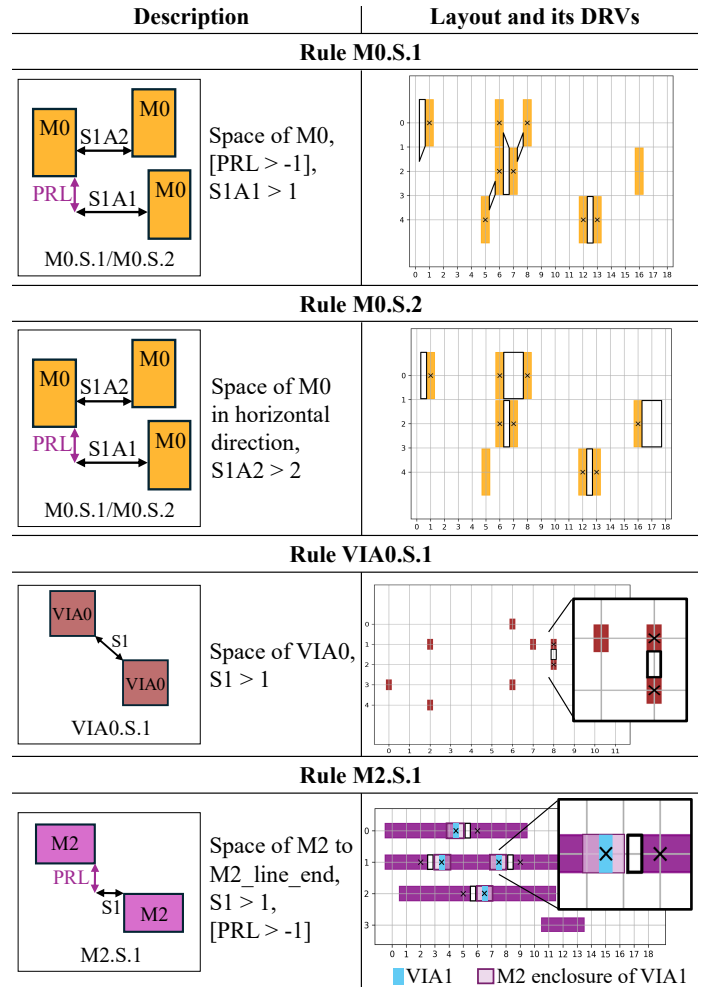 Description Layout and its DRVs
Rule M0.S.1
M0 M0
S1A2
PRL
M0
S1A1
M0.S.1/M0.S.2
Space of M0,
[PRL > -1],
S1A1 > 1
0
1
2
3
4
0 1 2 3 4 5 6 7 8 9 10 11 12 13 14 15 16 17 18
Rule M0.S.2
M0 M0
S1A2
PRL
M0
S1A1
M0.S.1/M0.S.2
Space of M0
in horizontal
direction,
S1A2 > 2
0
1
2
3
4
0 1 2 3 4 5 6 7 8 9 10 11 12 13 14 15 16 17 18
Rule VIA0.S.1
VIA0
S1
VIA0
VIA0.S.1
Space of VIA0,
S1 > 1
0
1
2
3
4
0 1 2 3 4 5 6 7 8 9 10 11
Rule M2.S.1
M2
PRL
S1
M2
M2.S.1
Space of M2 to
M2_line_end,
S1 > 1,
[PRL > -1]
0
1
2
3
0 1 2 3 4 5 6 7 8 9 10 11 12 13 14 15 16 17 18
VIA1 M2 enclosure of VIA1